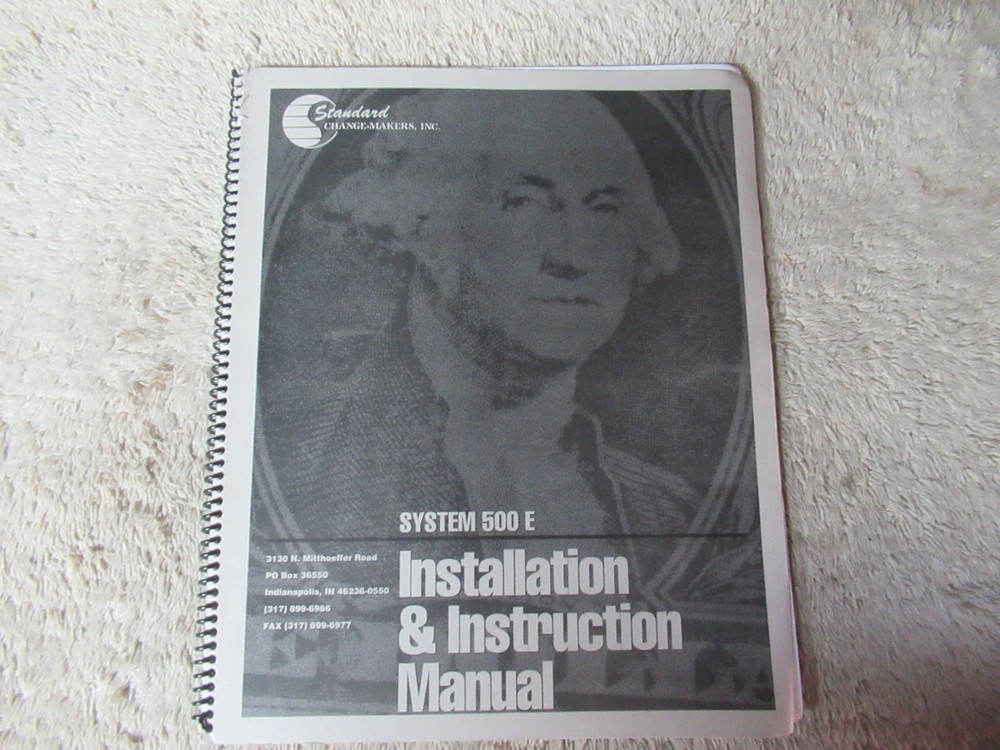 Standard
CHANGE-MAKERS, INC.
SYSTEM 500 E
3130 N. Mitthoeffer Road
PO Box 36550
Indianapolis, IN 46236-0550
(317) 899-6966
FAX (317) 899-6977
Installation
& Instruction
Manual